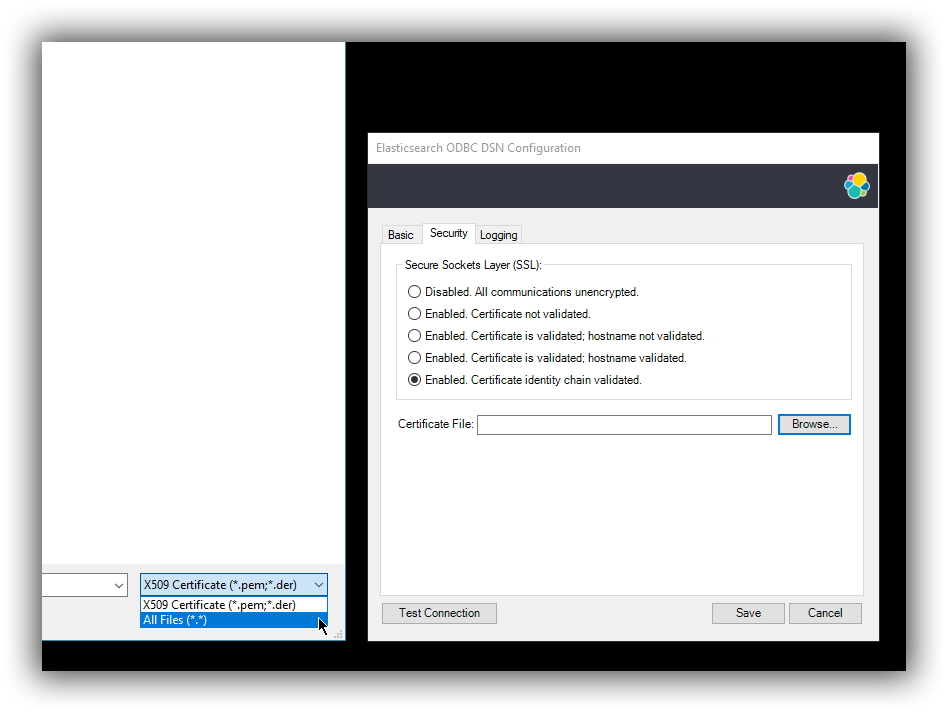 Elasticsearch ODBC DSN Configuration
Basic Security Logging
Secure Sockets Layer (SSL):
Disabled. All communications unencrypted.
Enabled. Certificate not validated.
Enabled. Certificate is validated; hostname not validated.
Enabled. Certificate is validated; hostname validated.
Enabled. Certificate identity chain validated.
Certificate File: Browse...
X509 Certificate (*.pem;*.der)
X509 Certificate (*.pem;*.der)
All Files (*.*)
Test Connection Save Cancel